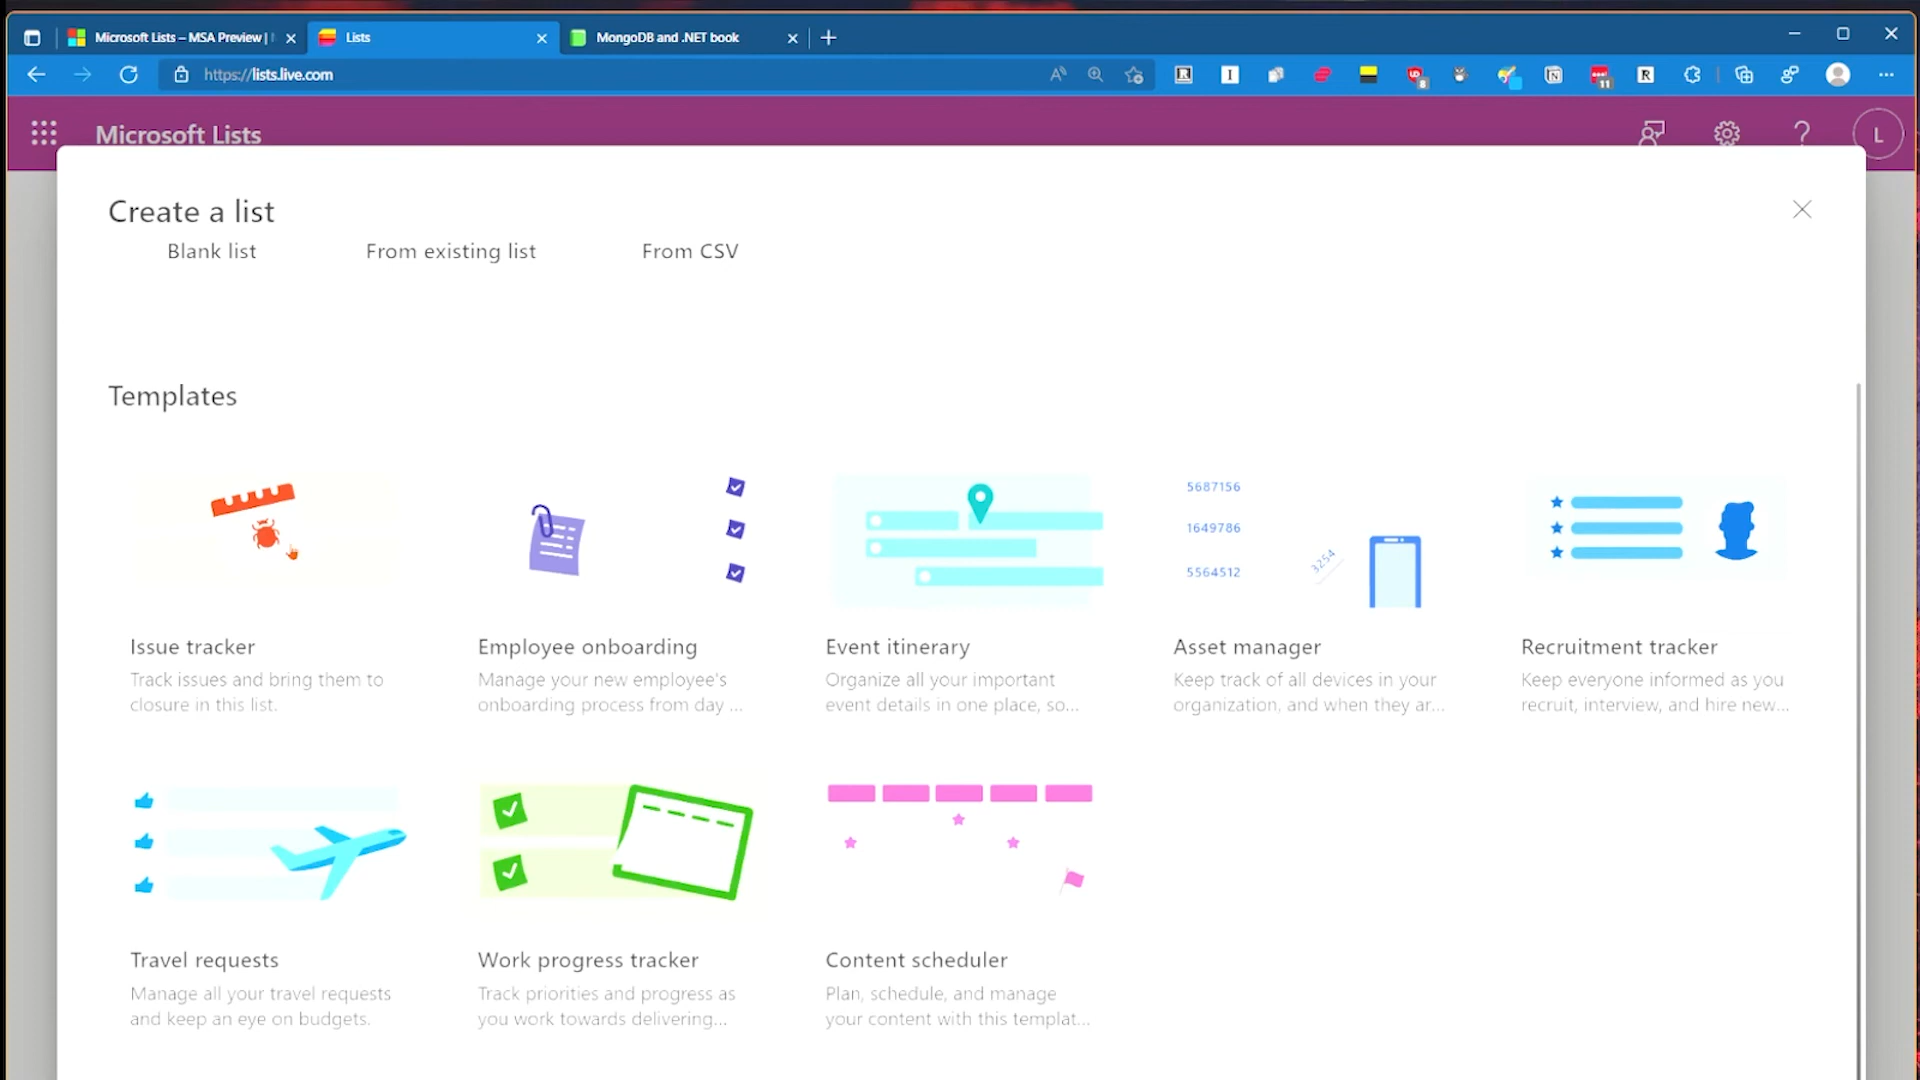 Microsoft Lists – MSA Preview |
Lists
MongoDB and .NET book
https://lists.live.com
8
11
Microsoft Lists
L
Create a list
Blank list
From existing list
From CSV
Templates
5687156
1649786
5564512
3254
Issue tracker
Track issues and bring them to
closure in this list.
Employee onboarding
Manage your new employee's
onboarding process from day ...
Event itinerary
Organize all your important
event details in one place, so...
Asset manager
Keep track of all devices in your
organization, and when they ar...
Recruitment tracker
Keep everyone informed as you
recruit, interview, and hire new...
Travel requests
Manage all your travel requests
and keep an eye on budgets.
Work progress tracker
Track priorities and progress as
you work towards delivering...
Content scheduler
Plan, schedule, and manage
your content with this templat...